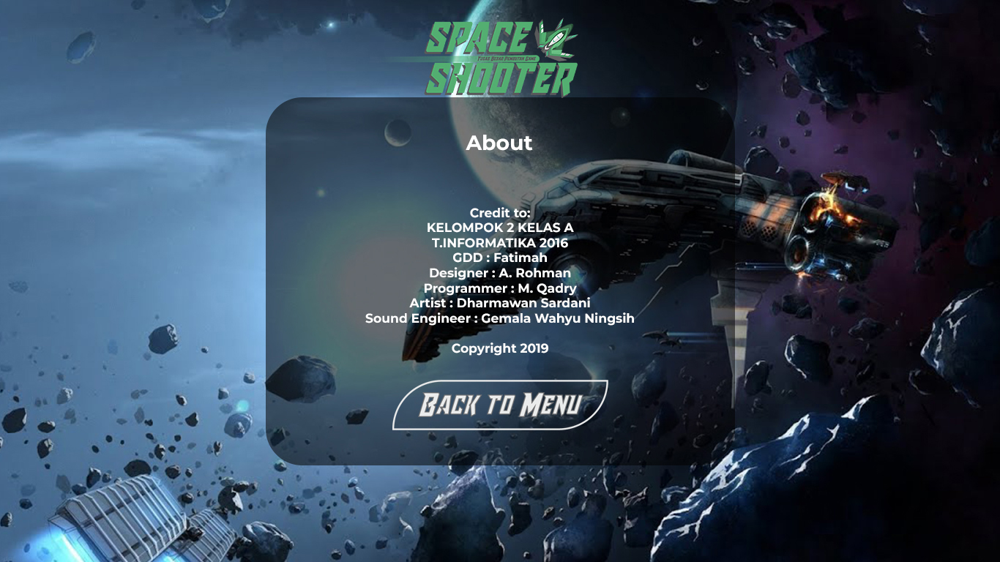 SPACE
Tugas Besar Pembuatan Game
SHOOTER
About
Credit to:
KELOMPOK 2 KELAS A
T.INFORMATIKA 2016
GDD : Fatimah
Designer : A. Rohman
Programmer : M. Qadry
Artist : Dharmawan Sardani
Sound Engineer : Gemala Wahyu Ningsih
Copyright 2019
Back to Menu